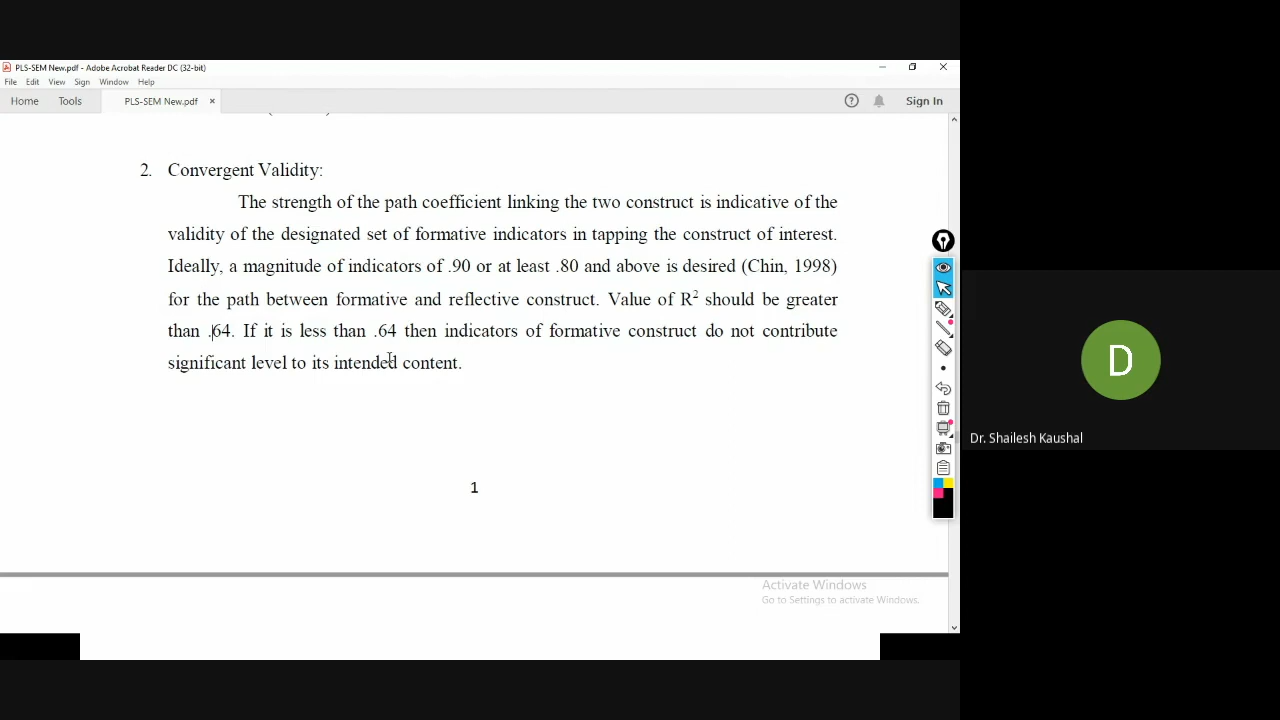 PLS-SEM New.pdf - Adobe Acrobat Reader DC (32-bit)
File Edit View Sign Window Help
Home Tools PLS-SEM New.pdf × Sign In
2. Convergent Validity:
The strength of the path coefficient linking the two construct is indicative of the
validity of the designated set of formative indicators in tapping the construct of interest.
Ideally, a magnitude of indicators of .90 or at least .80 and above is desired (Chin, 1998)
for the path between formative and reflective construct. Value of R² should be greater
than .64. If it is less than .64 then indicators of formative construct do not contribute
significant level to its intended content.
1
Activate Windows
Go to Settings to activate Windows.
D
Dr. Shailesh Kaushal